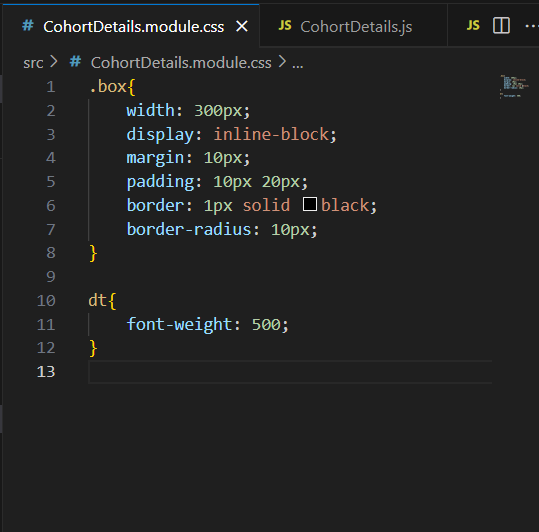 # CohortDetails.module.css × JS CohortDetails.js JS ...
src > # CohortDetails.module.css > ...
1 .box{
2 width: 300px;
3 display: inline-block;
4 margin: 10px;
5 padding: 10px 20px;
6 border: 1px solid black;
7 border-radius: 10px;
8 }
9
10 dt{
11 font-weight: 500;
12 }
13